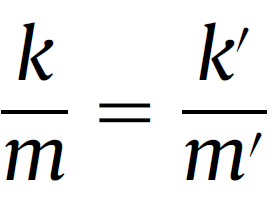 k/m = k′/m′